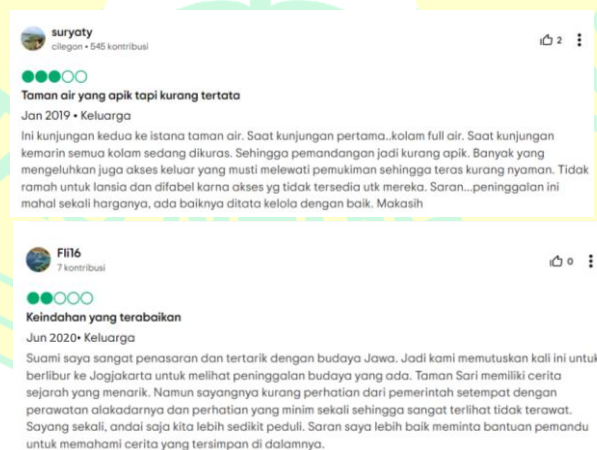 suryaty
cilegon • 545 kontribusi
2
Taman air yang apik tapi kurang tertata
Jan 2019 • Keluarga
Ini kunjungan kedua ke istana taman air. Saat kunjungan pertama..kolam full air. Saat kunjungan
kemarin semua kolam sedang dikuras. Sehingga pemandangan jadi kurang apik. Banyak yang
mengeluhkan juga akses keluar yang musti melewati pemukiman sehingga teras kurang nyaman. Tidak
ramah untuk lansia dan difabel karna akses yg tidak tersedia utk mereka. Saran...peninggalan ini
mahal sekali harganya, ada baiknya ditata kelola dengan baik. Makasih
Fli16
7 kontribusi
0
Keindahan yang terabaikan
Jun 2020• Keluarga
Suami saya sangat penasaran dan tertarik dengan budaya Jawa. Jadi kami memutuskan kali ini untuk
berlibur ke Jogjakarta untuk melihat peninggalan budaya yang ada. Taman Sari memiliki cerita
sejarah yang menarik. Namun sayangnya kurang perhatian dari pemerintah setempat dengan
perawatan alakadarnya dan perhatian yang minim sekali sehingga sangat terlihat tidak terawat.
Sayang sekali, andai saja kita lebih sedikit peduli. Saran saya lebih baik meminta bantuan pemandu
untuk memahami cerita yang tersimpan di dalamnya.